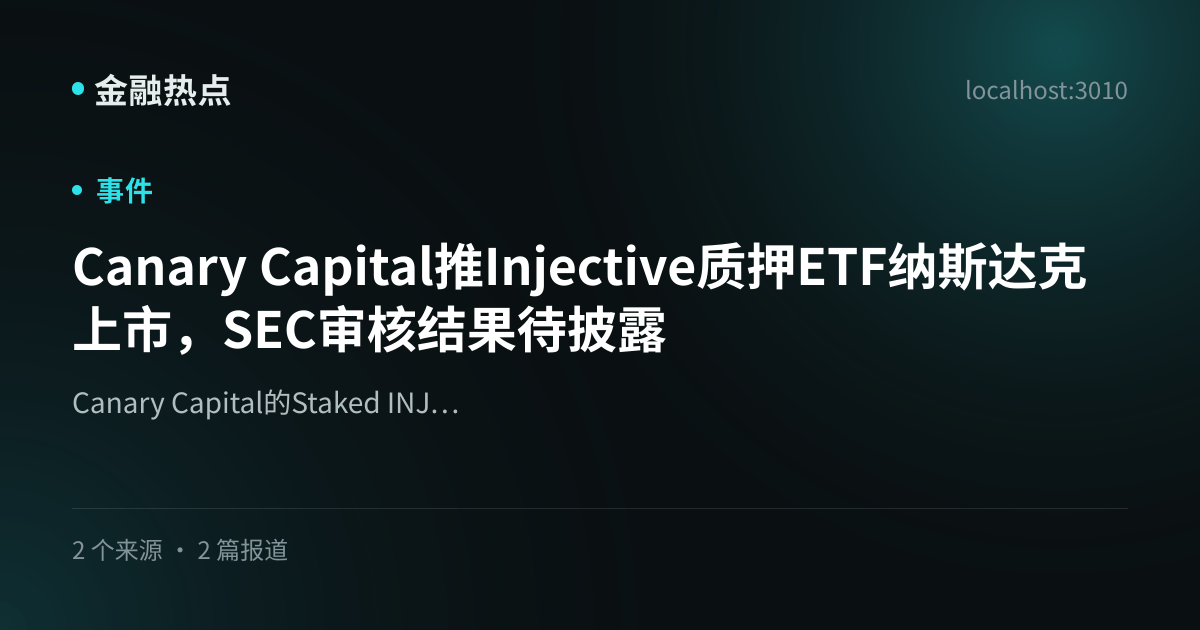 金融热点
localhost:3010
事件
Canary Capital推Injective质押ETF纳斯达克
上市，SEC审核结果待披露
Canary Capital的Staked INJ…
2 个来源 · 2 篇报道